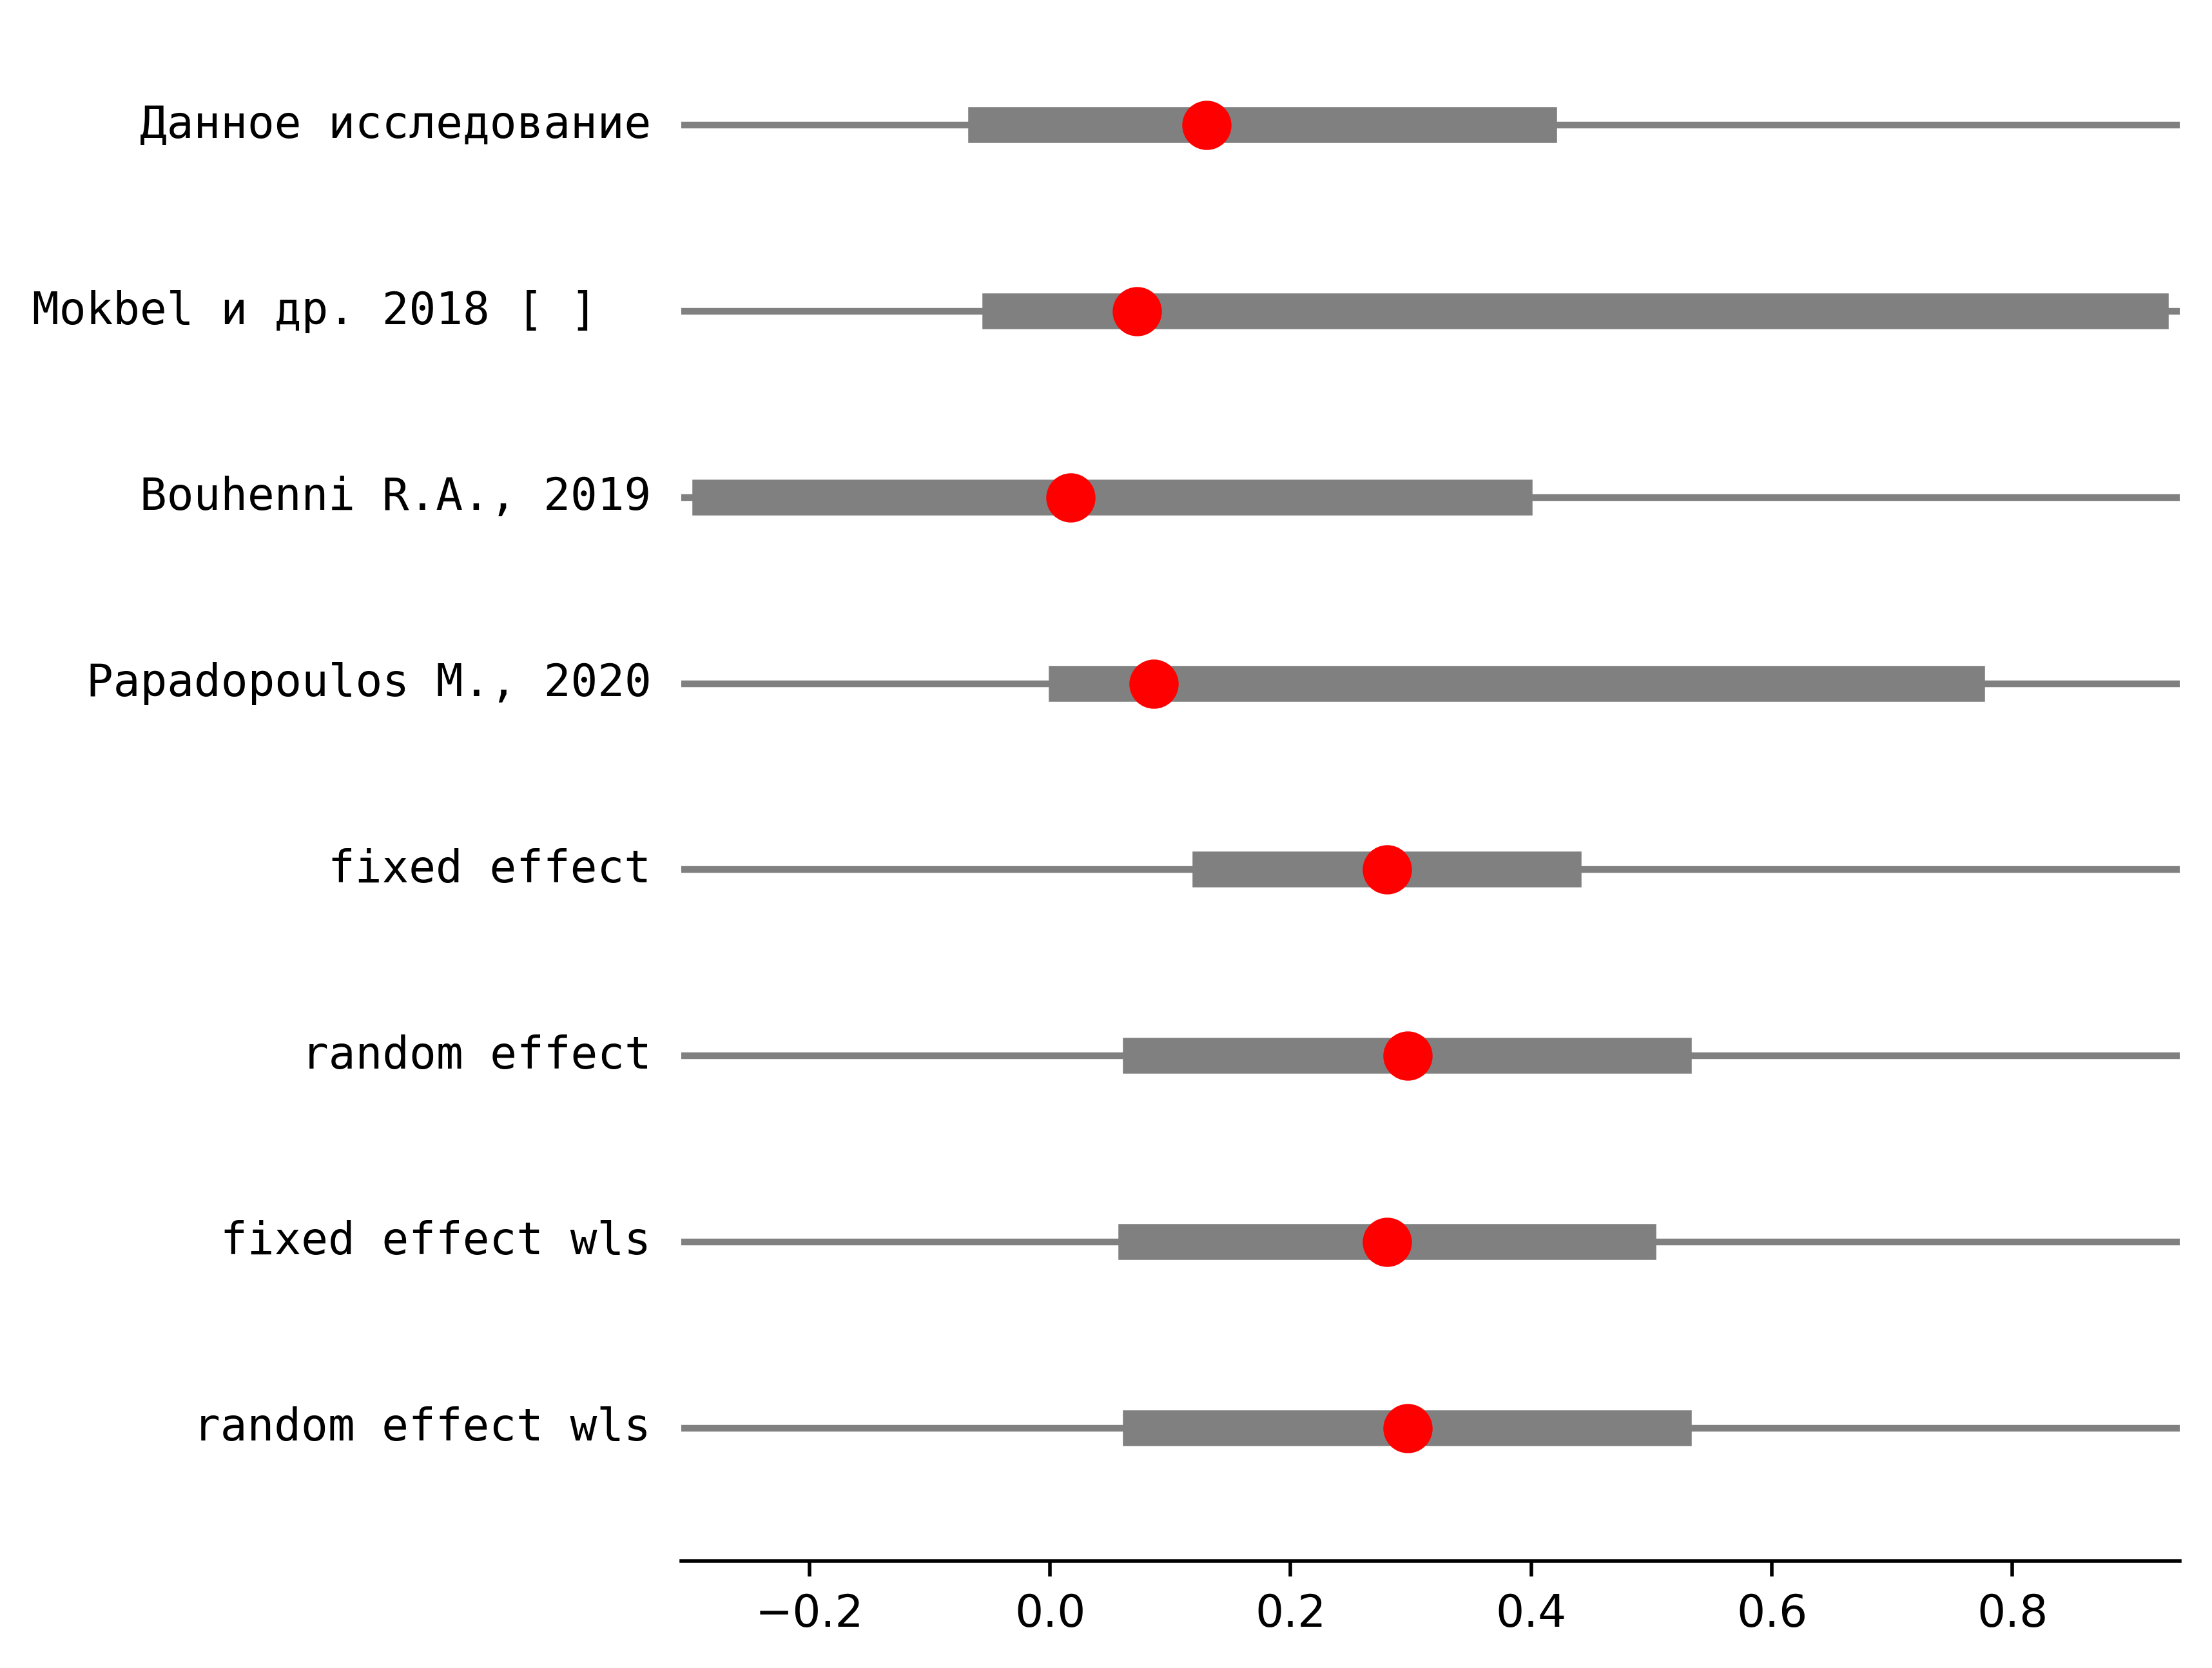 Данное исследование
Mokbel и др. 2018 [ ]
Bouhenni R.A., 2019
Papadopoulos M., 2020
fixed effect
random effect
fixed effect wls
random effect wls
−0.2 0.0 0.2 0.4 0.6 0.8